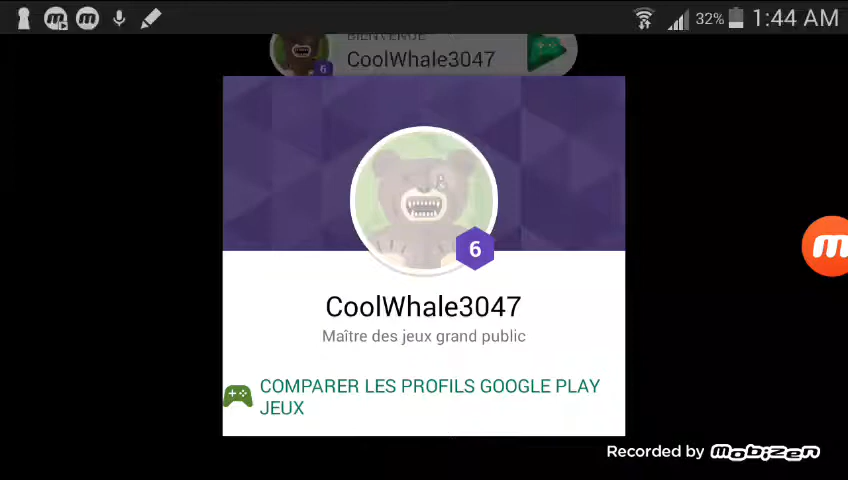 32% 1:44 AM
BIENVENUE
CoolWhale3047
6
6
CoolWhale3047
Maître des jeux grand public
COMPARER LES PROFILS GOOGLE PLAY
JEUX
Recorded by mobizen